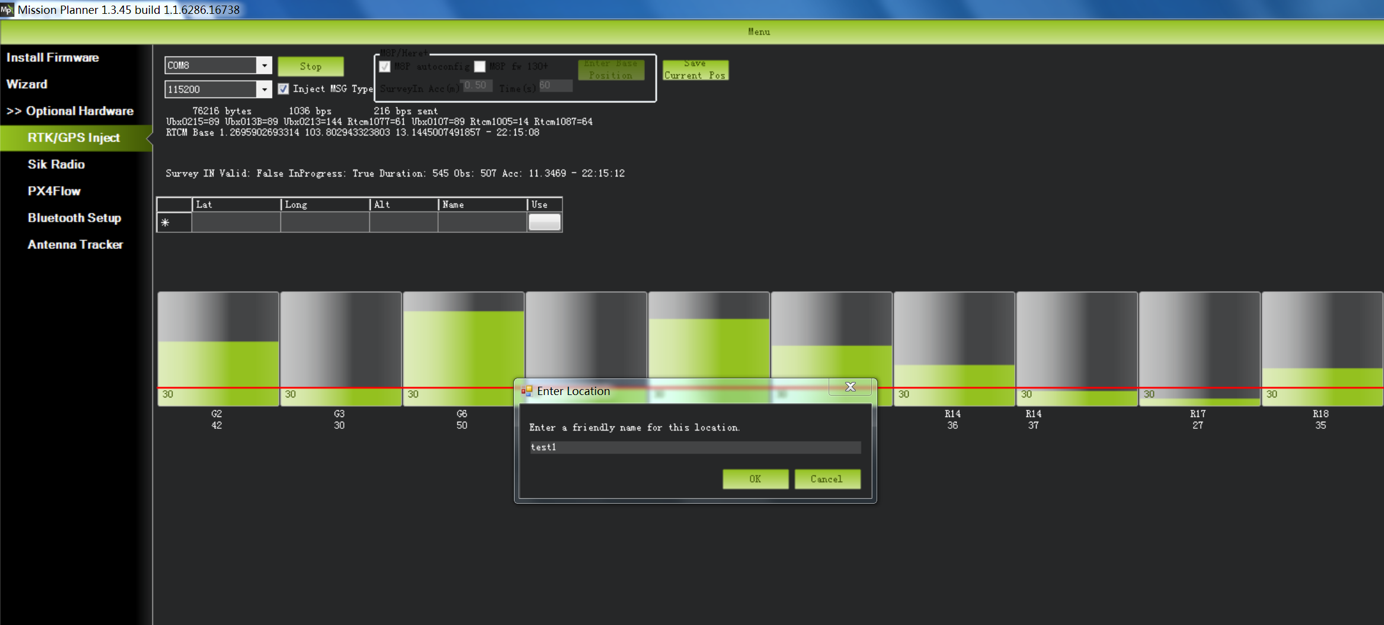 Mission Planner 1.3.45 build 1.1.6286.16738
Menu
Install Firmware
Wizard
>> Optional Hardware
RTK/GPS Inject
Sik Radio
PX4Flow
Bluetooth Setup
Antenna Tracker
COM8
Stop
115200
Inject MSG Type
M8P autoconfig
M8P fw 130+
Enter Base Position
SurveyIn Acc(m) 0.50 Time(s) 60
Save Current Pos
76216 bytes 1036 bps 216 bps sent
Ubx0215=89 Ubx013B=89 Ubx0213=144 Rtcm1077=61 Ubx0107=89 Rtcm1005=14 Rtcm1087=64
RTCM Base 1.2695902693314 103.802943323803 13.1445007491857 - 22:15:08
Survey IN Valid: False InProgress: True Duration: 545 Obs: 507 Acc: 11.3469 - 22:15:12
Lat Long Alt Name Use
30 30 30 30 30 30 30
G2 G3 G6 R14 R14 R17 R18
42 30 50 36 37 27 35
Enter Location
Enter a friendly name for this location.
test1
OK Cancel